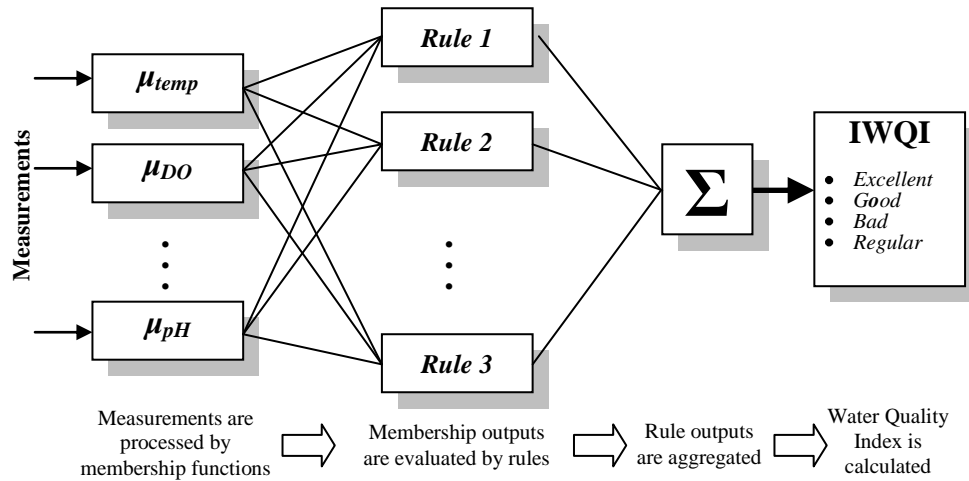 Measurements
μtemp
μDO
μpH
Rule 1
Rule 2
Rule 3
Σ
IWQI
• Excellent
• Good
• Bad
• Regular
Measurements are
processed by
membership functions
Membership outputs
are evaluated by rules
Rule outputs
are aggregated
Water Quality
Index is
calculated